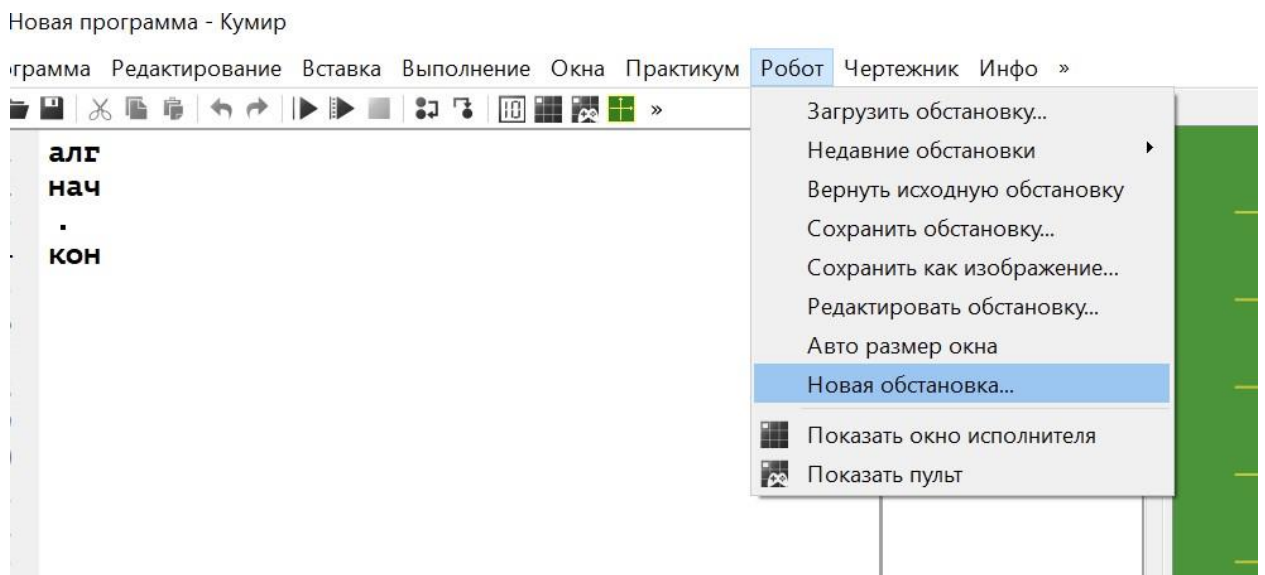 Новая программа - Кумир
ограмма Редактирование Вставка Выполнение Окна Практикум Робот Чертежник Инфо »
»
Загрузить обстановку...
алг
Недавние обстановки
нач
Вернуть исходную обстановку
.
Сохранить обстановку...
кон
Сохранить как изображение...
Редактировать обстановку...
Авто размер окна
Новая обстановка...
Показать окно исполнителя
Показать пульт